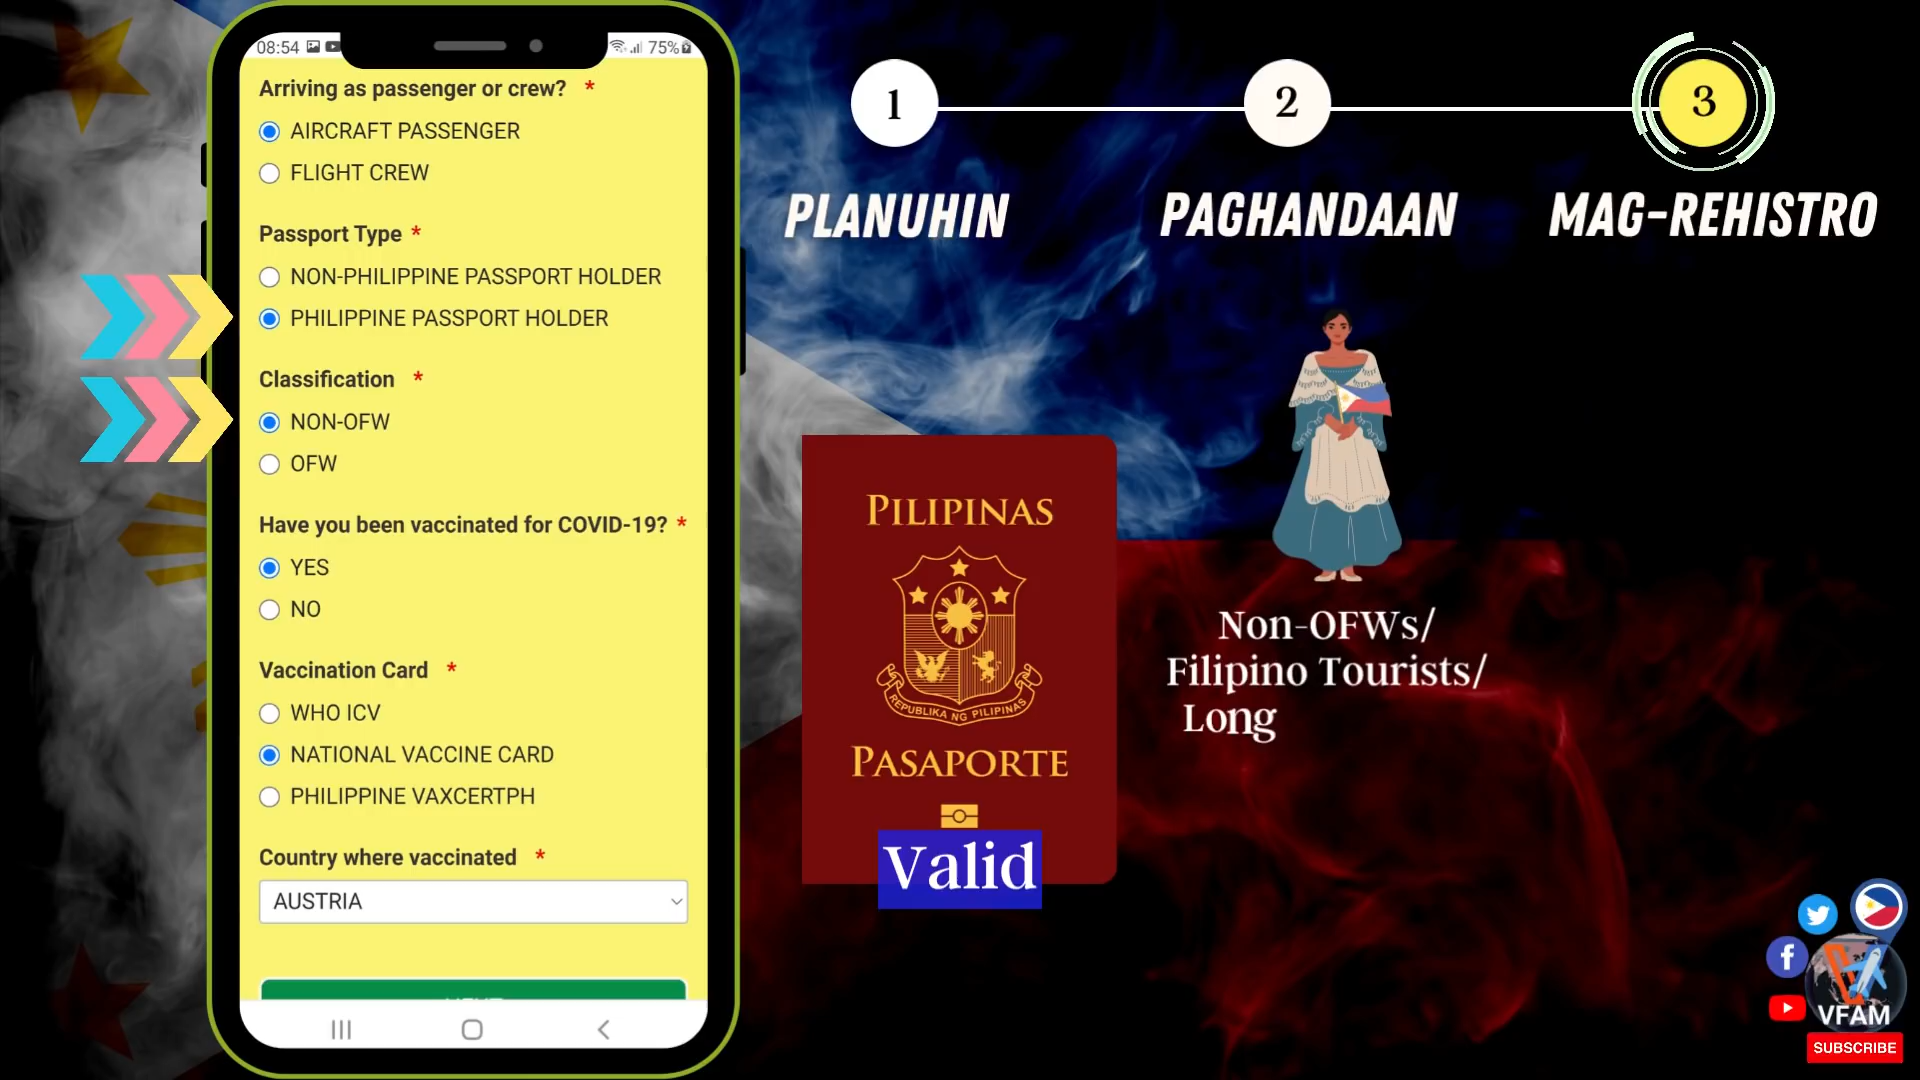 08:54
75%
Arriving as passenger or crew? *
AIRCRAFT PASSENGER
FLIGHT CREW
Passport Type *
NON-PHILIPPINE PASSPORT HOLDER
PHILIPPINE PASSPORT HOLDER
Classification *
NON-OFW
OFW
Have you been vaccinated for COVID-19? *
YES
NO
Vaccination Card *
WHO ICV
NATIONAL VACCINE CARD
PHILIPPINE VAXCERTPH
Country where vaccinated *
AUSTRIA
1
2
3
PLANUHIN
PAGHANDAAN
MAG-REHISTRO
PILIPINAS
REPUBLIKA NG PILIPINAS
PASAPORTE
Valid
Non-OFWs/
Filipino Tourists/
Long
VFAM
SUBSCRIBE